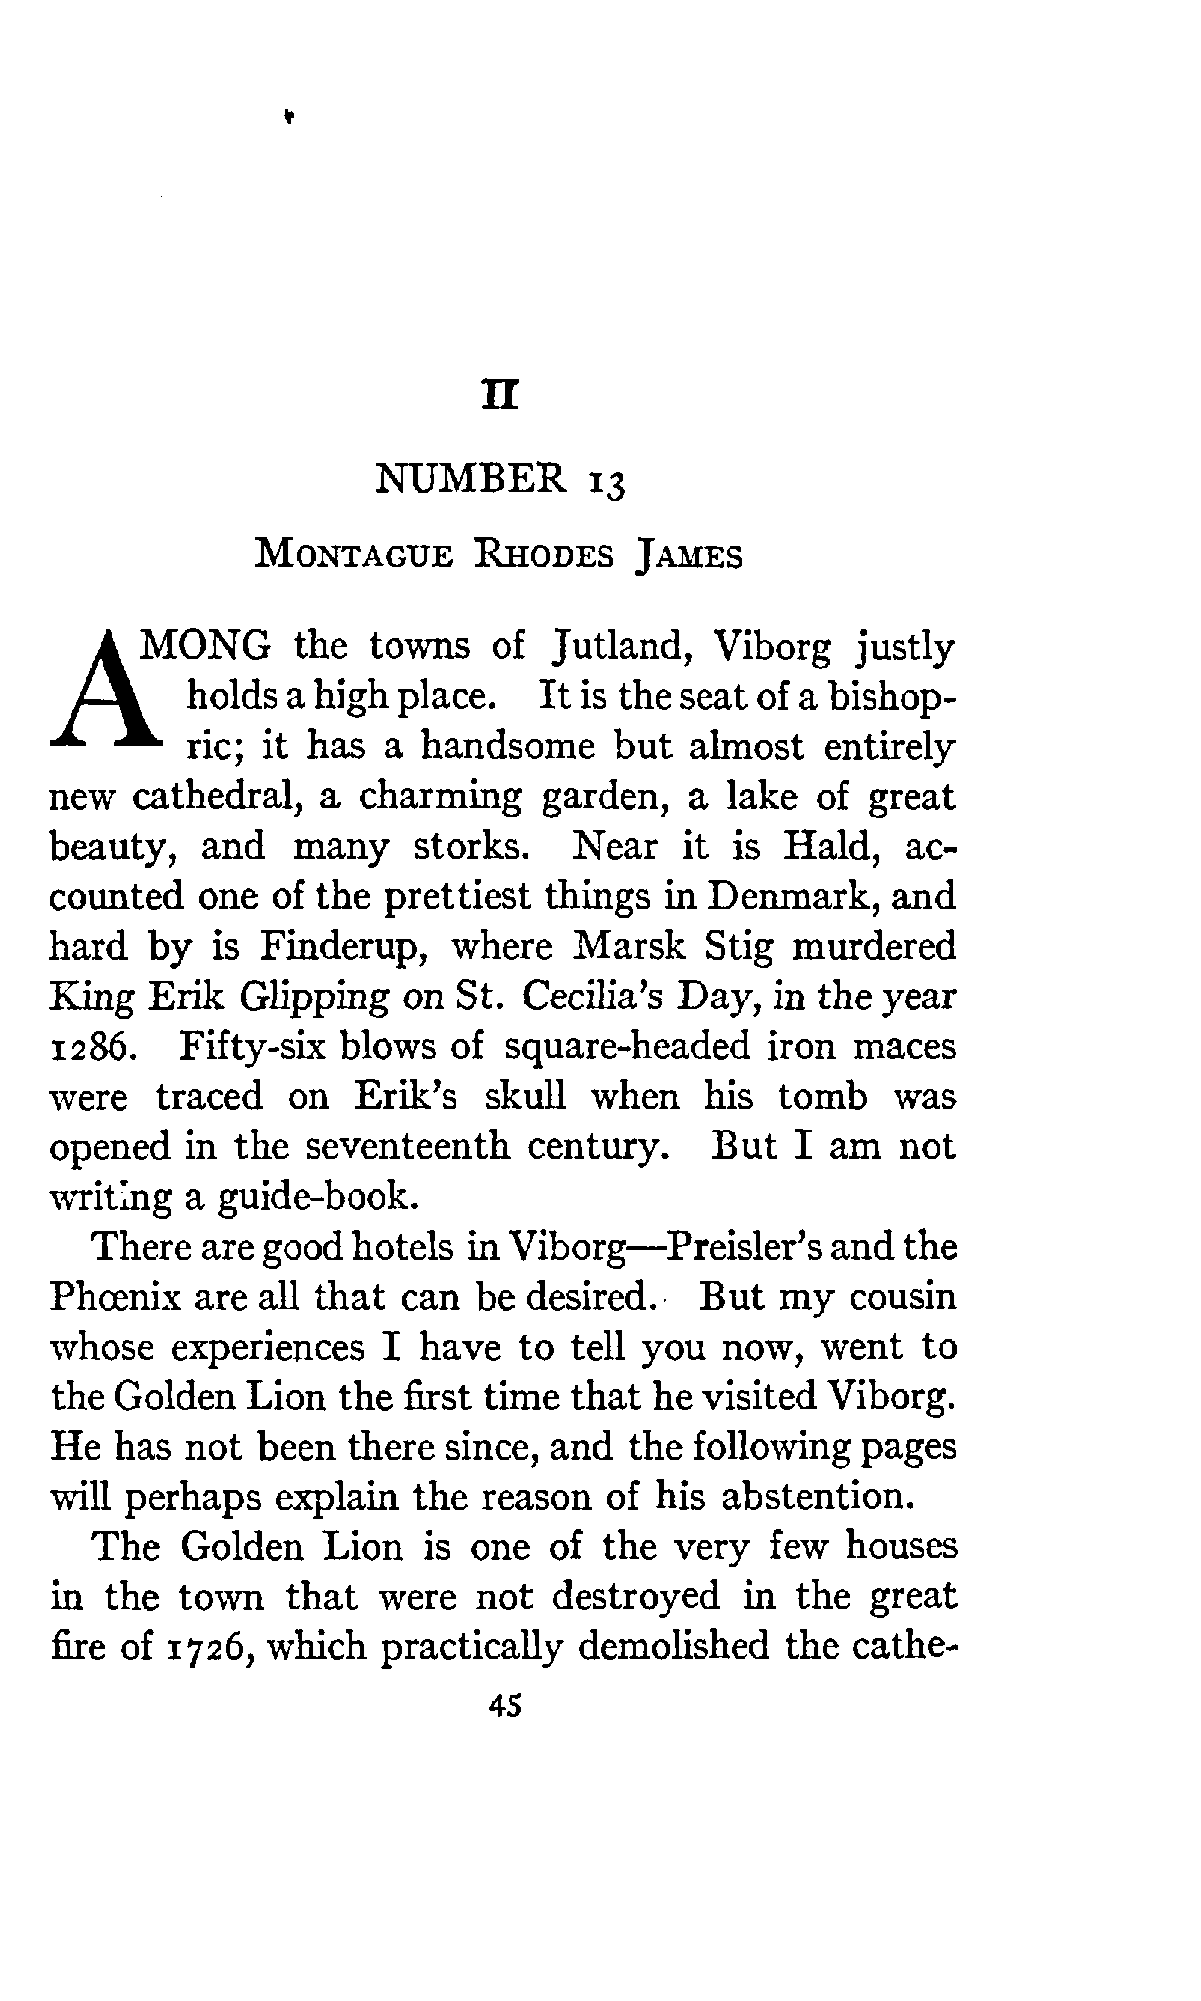 II
NUMBER 13
MONTAGUE RHODES JAMES
AMONG the towns of Jutland, Viborg justly
holds a high place. It is the seat of a bishop-
ric; it has a handsome but almost entirely
new cathedral, a charming garden, a lake of great
beauty, and many storks. Near it is Hald, ac-
counted one of the prettiest things in Denmark, and
hard by is Finderup, where Marsk Stig murdered
King Erik Glipping on St. Cecilia's Day, in the year
1286. Fifty-six blows of square-headed iron maces
were traced on Erik's skull when his tomb was
opened in the seventeenth century. But I am not
writing a guide-book.
There are good hotels in Viborg—Preisler's and the
Phœnix are all that can be desired. But my cousin
whose experiences I have to tell you now, went to
the Golden Lion the first time that he visited Viborg.
He has not been there since, and the following pages
will perhaps explain the reason of his abstention.
The Golden Lion is one of the very few houses
in the town that were not destroyed in the great
fire of 1726, which practically demolished the cathe-
45